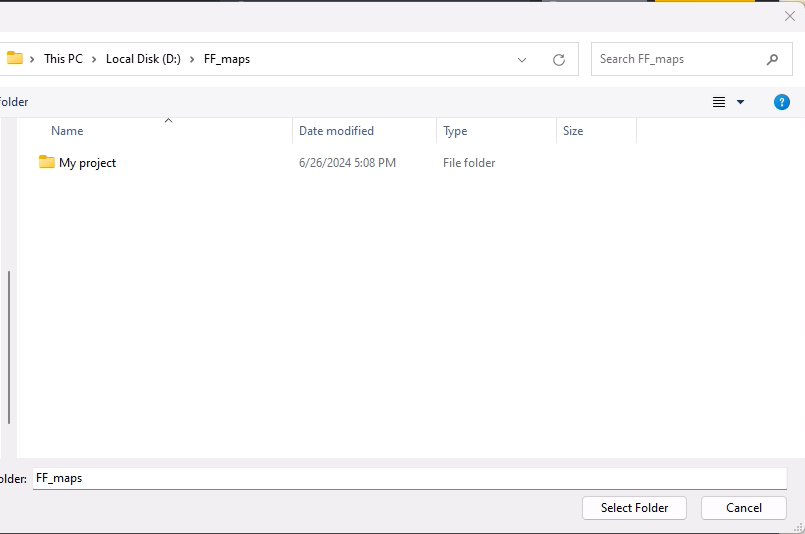 This PC > Local Disk (D:) > FF_maps
Search FF_maps
older
?
Name Date modified Type Size
My project 6/26/2024 5:08 PM File folder
older: FF_maps
Select Folder Cancel